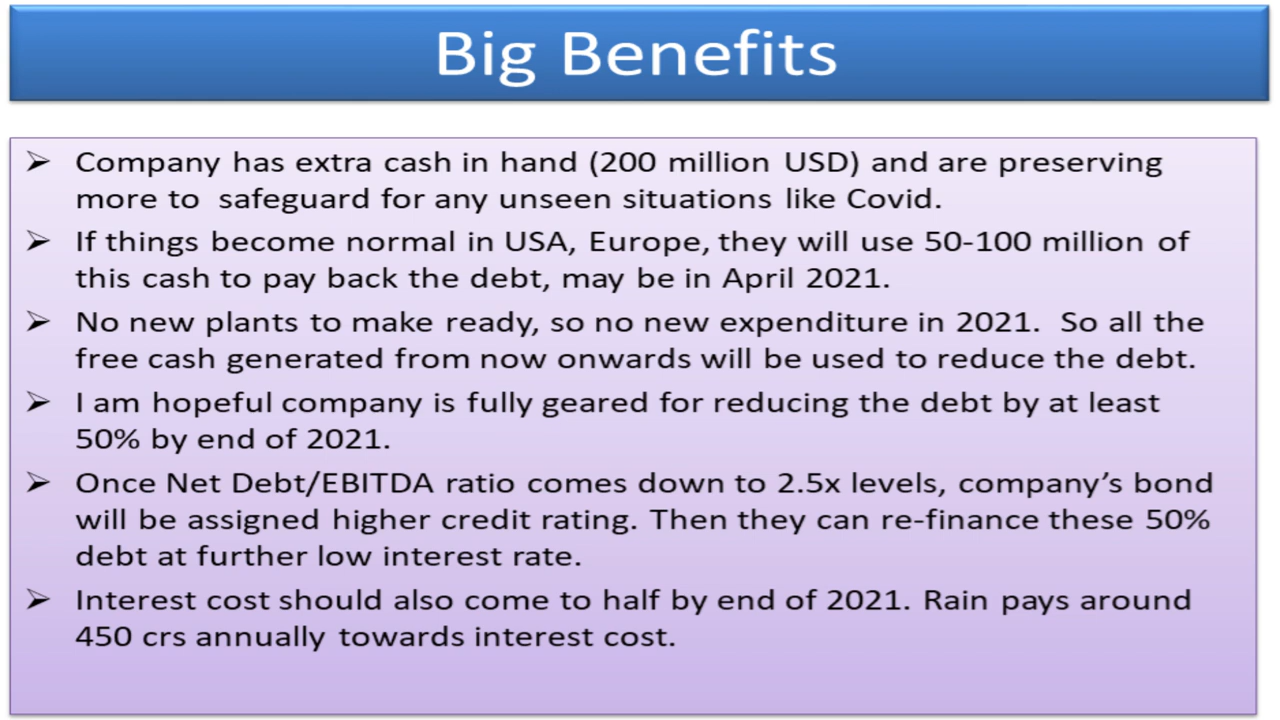 Big Benefits
➢ Company has extra cash in hand (200 million USD) and are preserving
more to safeguard for any unseen situations like Covid.
➢ If things become normal in USA, Europe, they will use 50-100 million of
this cash to pay back the debt, may be in April 2021.
➢ No new plants to make ready, so no new expenditure in 2021. So all the
free cash generated from now onwards will be used to reduce the debt.
➢ I am hopeful company is fully geared for reducing the debt by at least
50% by end of 2021.
➢ Once Net Debt/EBITDA ratio comes down to 2.5x levels, company’s bond
will be assigned higher credit rating. Then they can re-finance these 50%
debt at further low interest rate.
➢ Interest cost should also come to half by end of 2021. Rain pays around
450 crs annually towards interest cost.